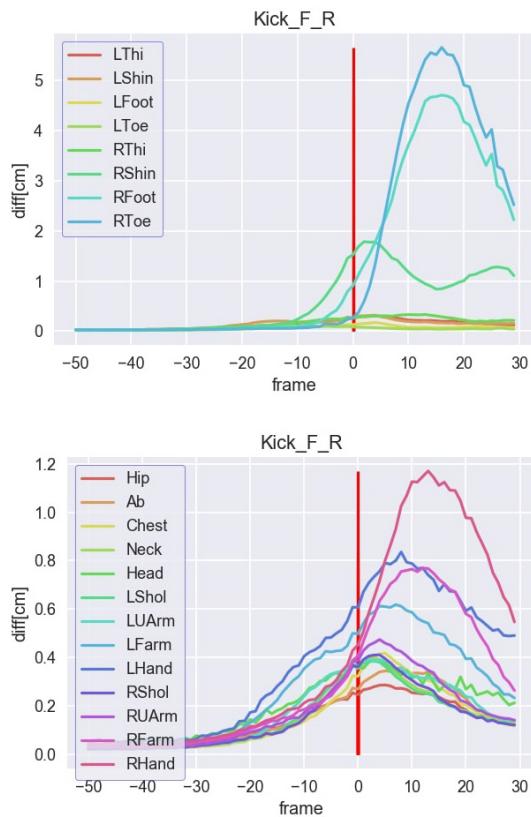 Kick_F_R
LThi
LShin
LFoot
LToe
RThi
RShin
RFoot
RToe
diff[cm]
5
4
3
2
1
0
−50 −40 −30 −20 −10 0 10 20 30
frame
Kick_F_R
Hip
Ab
Chest
Neck
Head
LShol
LUArm
LFarm
LHand
RShol
RUArm
RFarm
RHand
diff[cm]
1.2
1.0
0.8
0.6
0.4
0.2
0.0
−50 −40 −30 −20 −10 0 10 20 30
frame